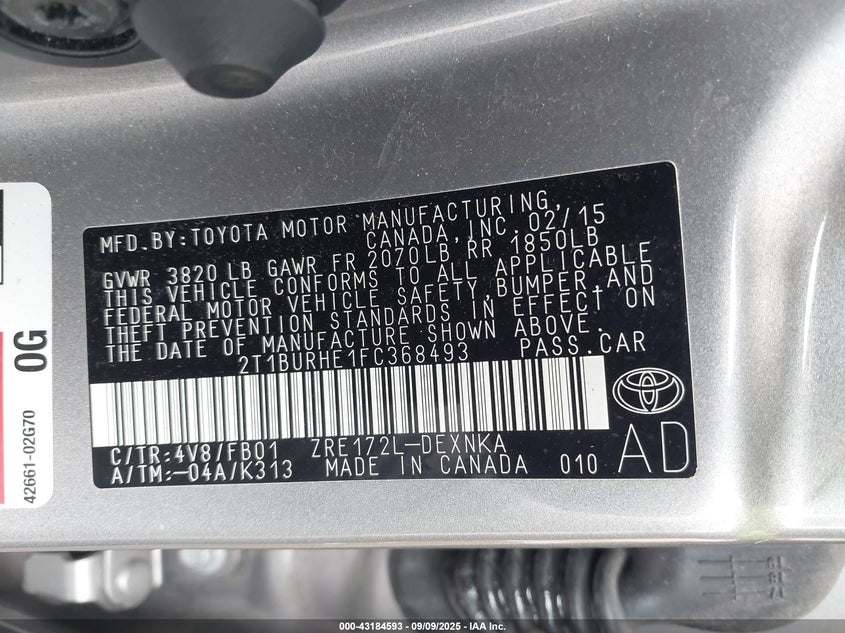 MFD.BY:TOYOTA MOTOR MANUFACTURING,
CANADA,INC. 02/15
GVWR 3820 LB GAWR FR 2070LB RR 1850LB
THIS VEHICLE CONFORMS TO ALL APPLICABLE
FEDERAL MOTOR VEHICLE SAFETY,BUMPER,AND
THEFT PREVENTION STANDARDS IN EFFECT ON
THE DATE OF MANUFACTURE SHOWN ABOVE.
2T1BURHE1FC368493 PASS.CAR
C/TR:4V8/FB01 ZRE172L-DEXNKA
A/TM:-04A/K313 MADE IN CANADA 010
AD
0G
42661-02G70
000-43184593 - 09/09/2025 - IAA Inc.